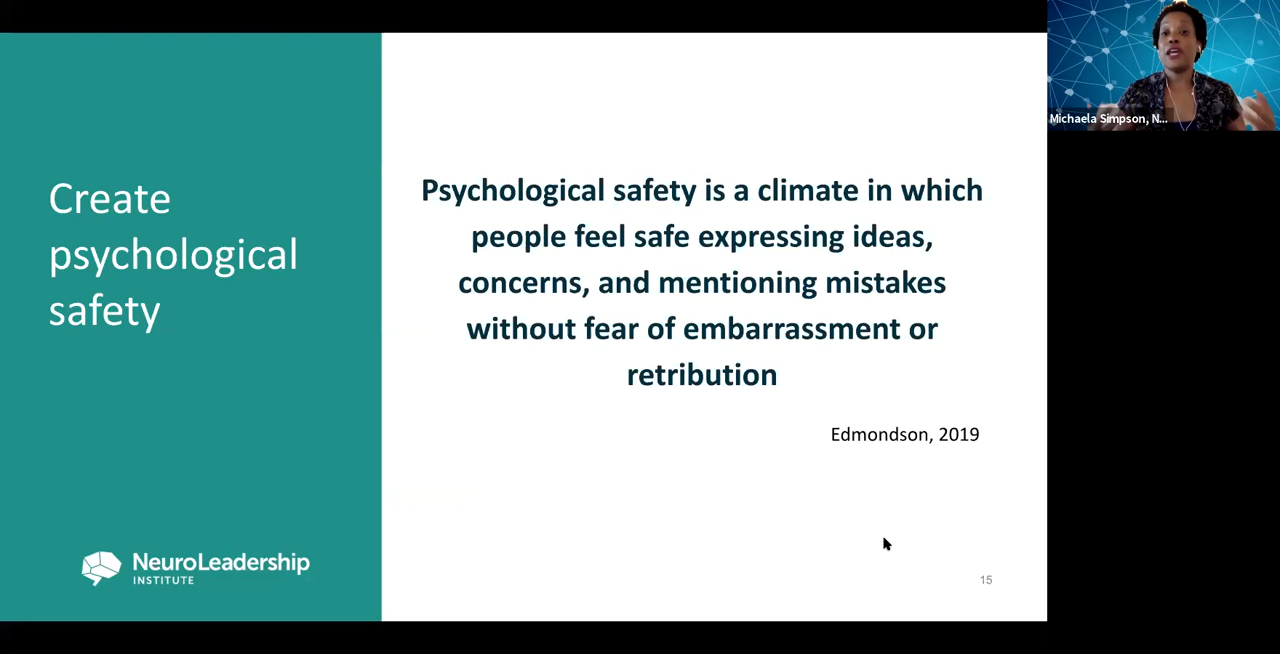 Create
psychological
safety
Psychological safety is a climate in which
people feel safe expressing ideas,
concerns, and mentioning mistakes
without fear of embarrassment or
retribution
Edmondson, 2019
NeuroLeadership
INSTITUTE
15
Michaela Simpson, N...